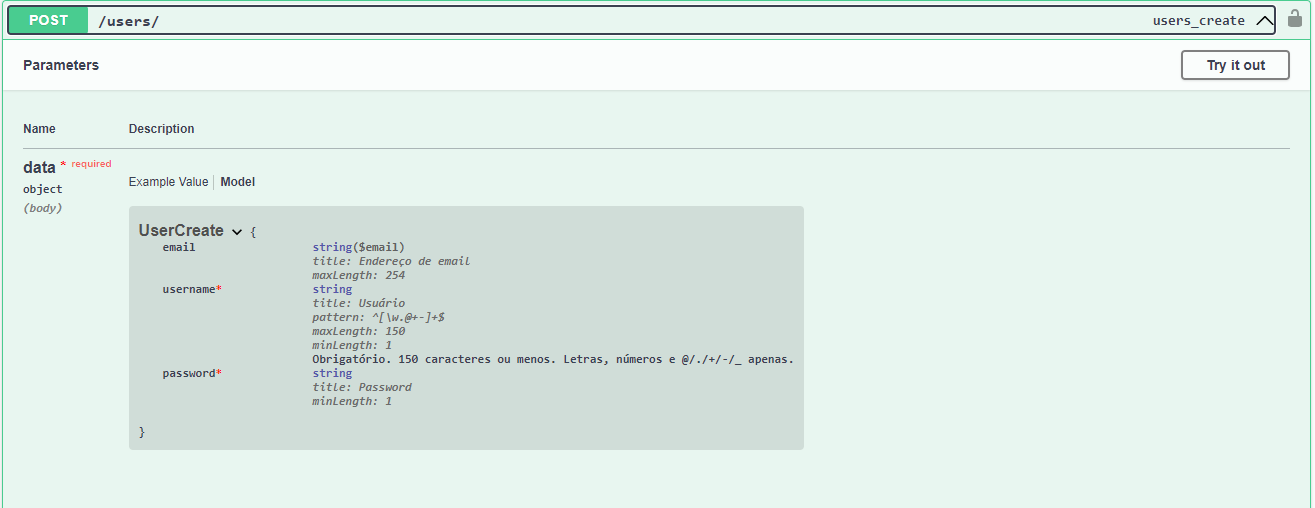 POST /users/ users_create
Parameters Try it out
Name Description
data * required
object
(body)
Example Value Model
UserCreate {
email string($email)
title: Endereço de email
maxLength: 254
username* string
title: Usuário
pattern: ^[\w.@+-]+$
maxLength: 150
minLength: 1
Obrigatório. 150 caracteres ou menos. Letras, números e @/./+/-/_ apenas.
password* string
title: Password
minLength: 1
}